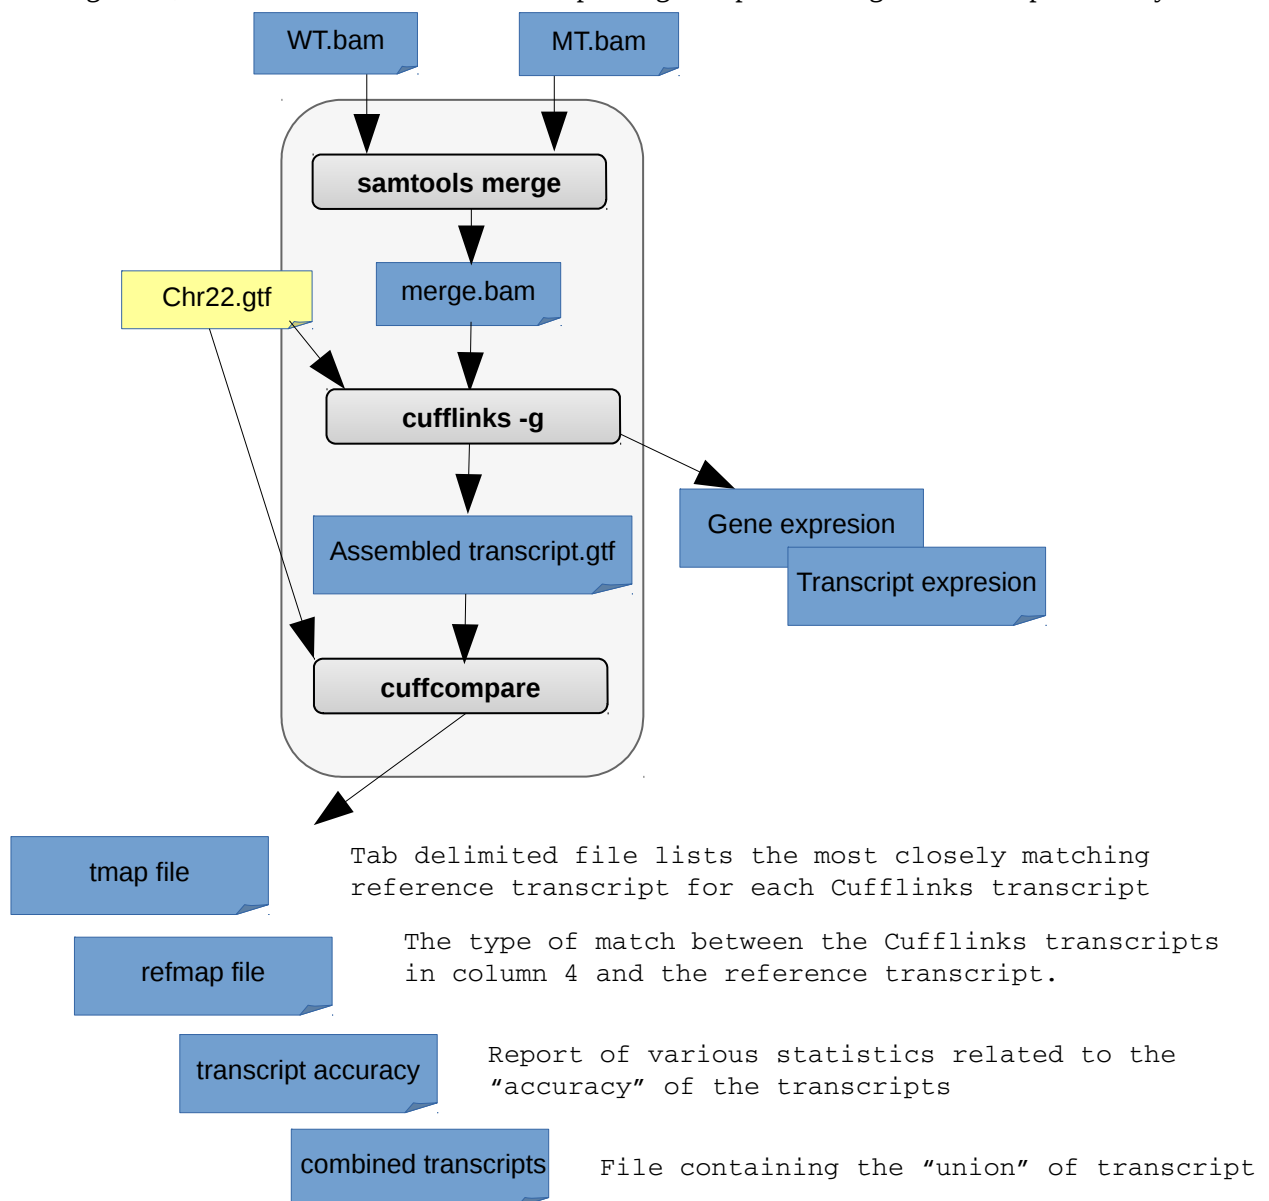 WT.bam
MT.bam
samtools merge
Chr22.gtf
merge.bam
cufflinks -g
Gene expresion
Assembled transcript.gtf
Transcript expresion
cuffcompare
tmap file
Tab delimited file lists the most closely matching
reference transcript for each Cufflinks transcript
refmap file
The type of match between the Cufflinks transcripts
in column 4 and the reference transcript.
transcript accuracy
Report of various statistics related to the
“accuracy” of the transcripts
combined transcripts
File containing the “union” of transcript